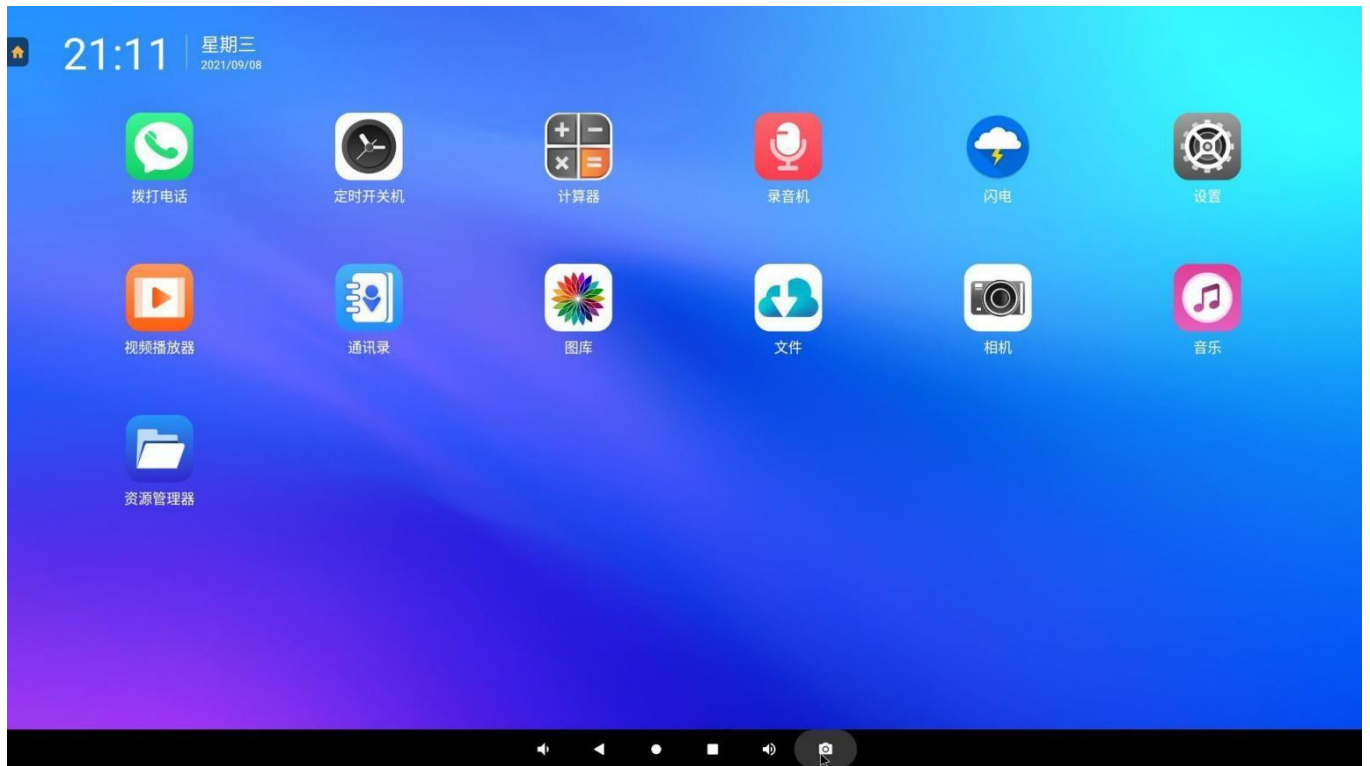 21:11
星期三
2021/09/08
拨打电话
定时开关机
计算器
录音机
闪电
设置
视频播放器
通讯录
图库
文件
相机
音乐
资源管理器